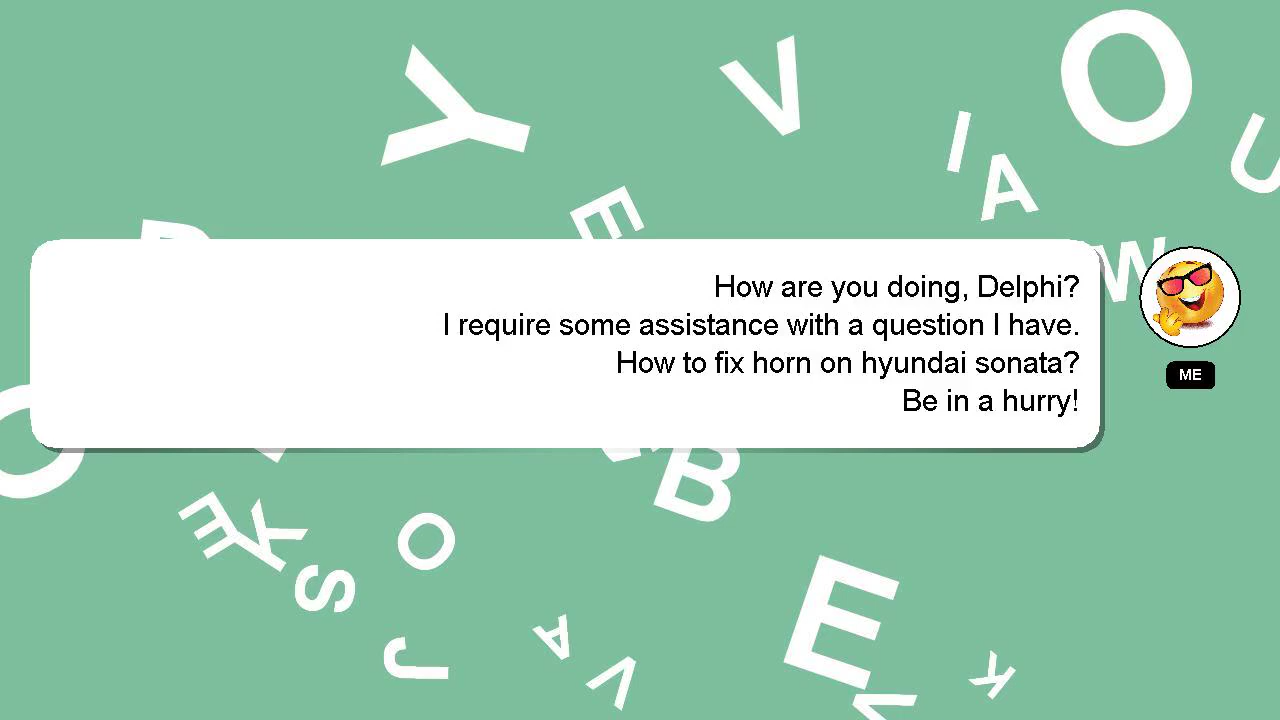 Y
V
O
I
A
U
E
W
How are you doing, Delphi?
I require some assistance with a question I have.
How to fix horn on hyundai sonata?
Be in a hurry!
ME
B
E
K
O
S
J
A
V
E
K